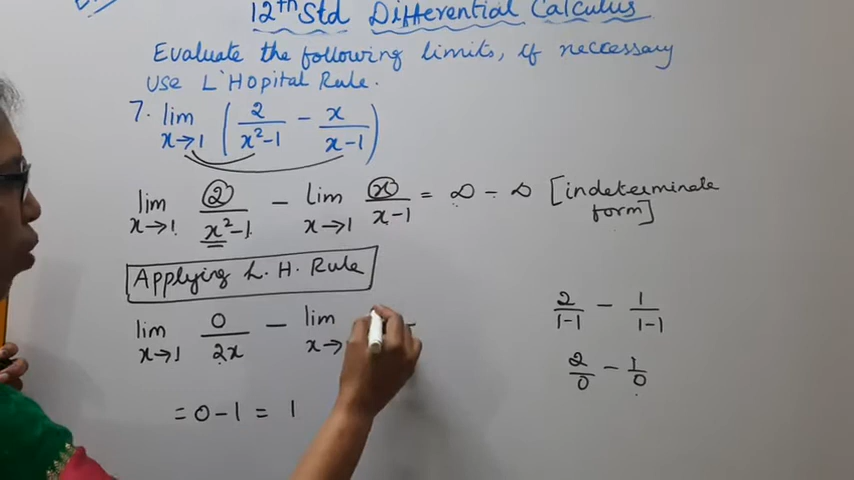 12th Std Differential Calculus
Evaluate the following limits, if neccessary
use L'Hopital Rule.
7. lim x→1 ( 2/(x²-1) - x/(x-1) )
lim x→1 2/(x²-1) - lim x→1 x/(x-1) = ∞ - ∞ [indeterminate form]
Applying L.H. Rule
lim x→1 0/2x - lim x→
= 0-1 = 1
2/(1-1) - 1/(1-1)
2/0 - 1/0